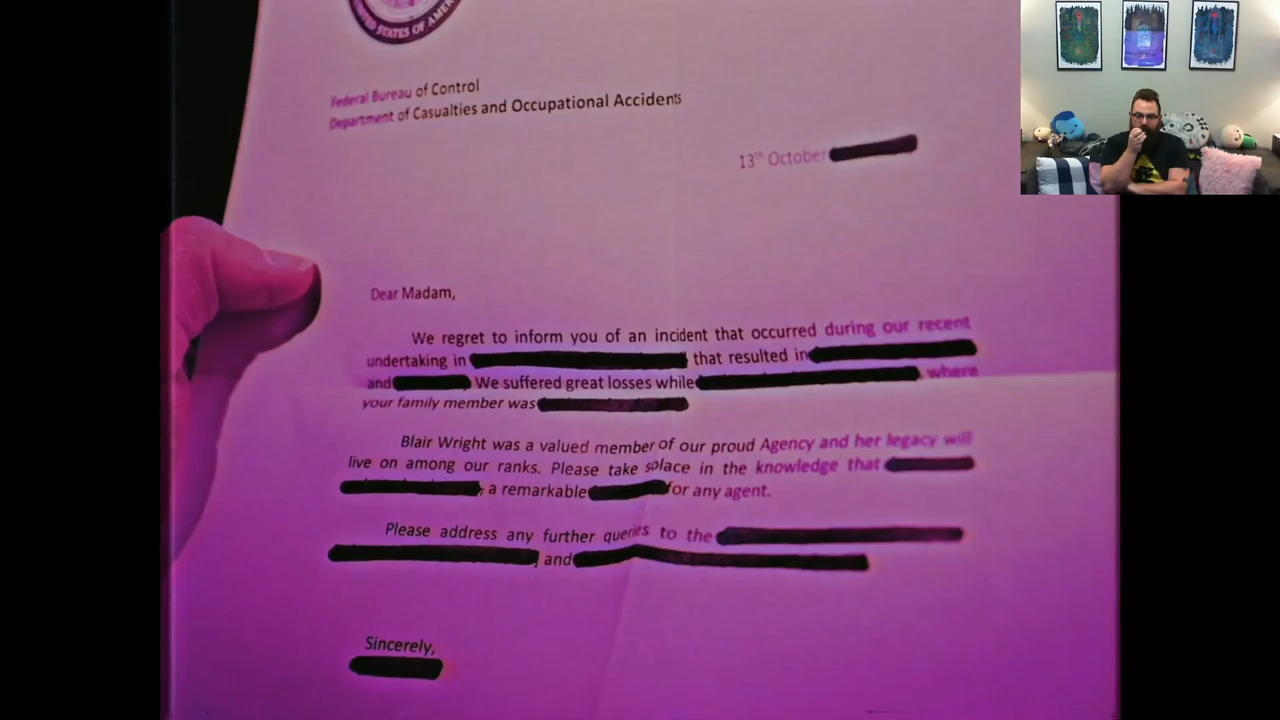 UNITED STATES OF AMERICA
Federal Bureau of Control
Department of Casualties and Occupational Accidents
13th October
Dear Madam,
We regret to inform you of an incident that occurred during our recent
undertaking in that resulted in
and We suffered great losses while , where
your family member was
Blair Wright was a valued member of our proud Agency and her legacy will
live on among our ranks. Please take solace in the knowledge that
, a remarkable for any agent.
Please address any further queries to the
, and
Sincerely,